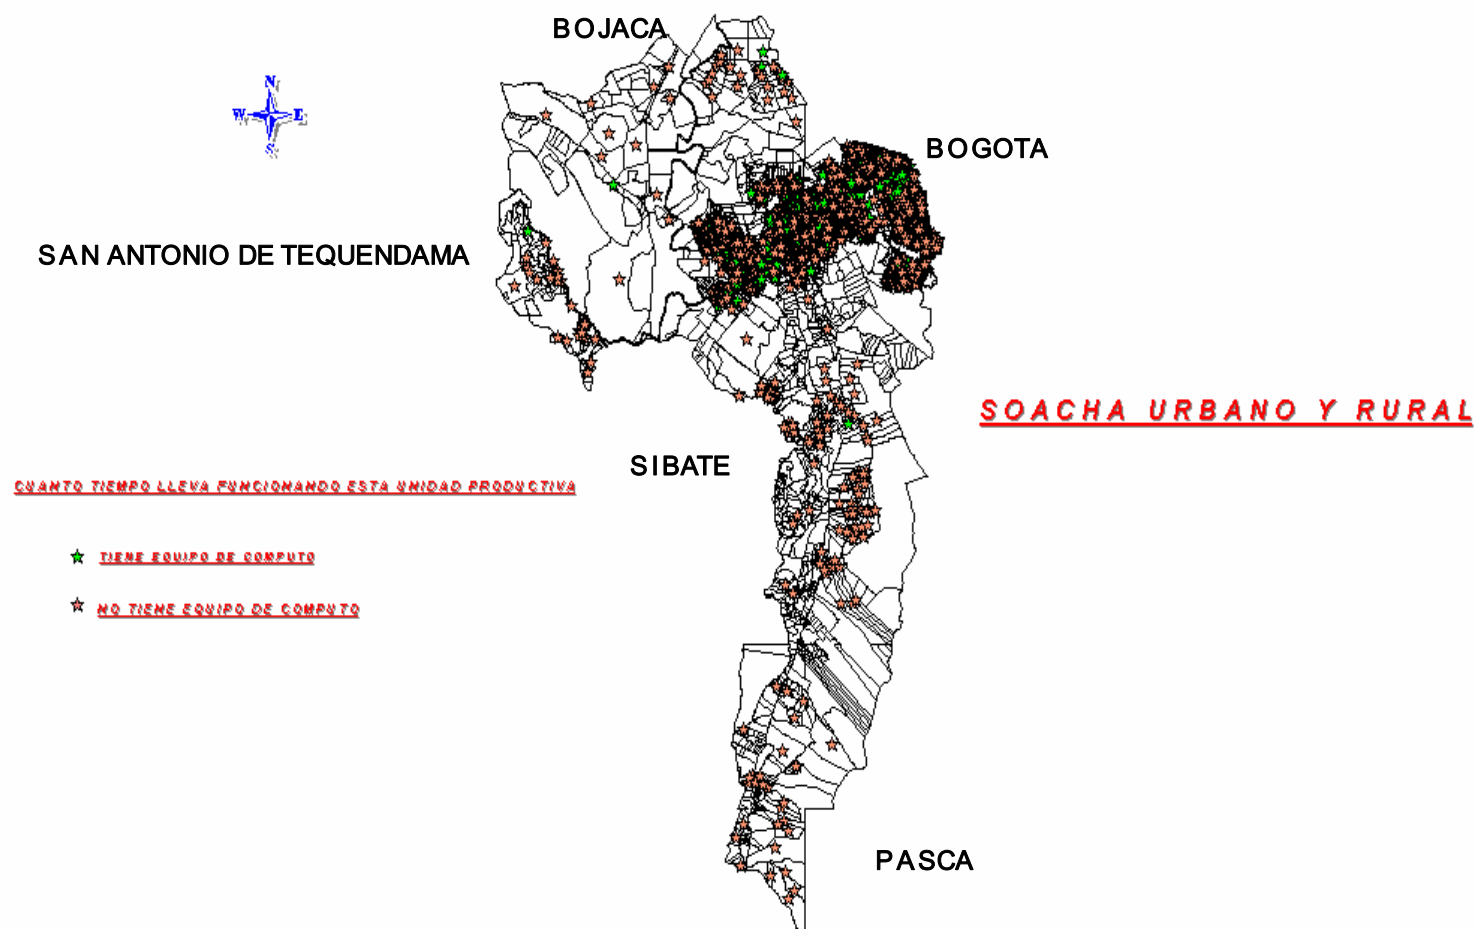 BOJACA
N
W E
S
BOGOTA
SAN ANTONIO DE TEQUENDAMA
SOACHA URBANO Y RURAL
SIBATE
CUANTO TIEMPO LLEVA FUNCIONANDO ESTA UNIDAD PRODUCTIVA
TIENE EQUIPO DE COMPUTO
NO TIENE EQUIPO DE COMPUTO
PASCA